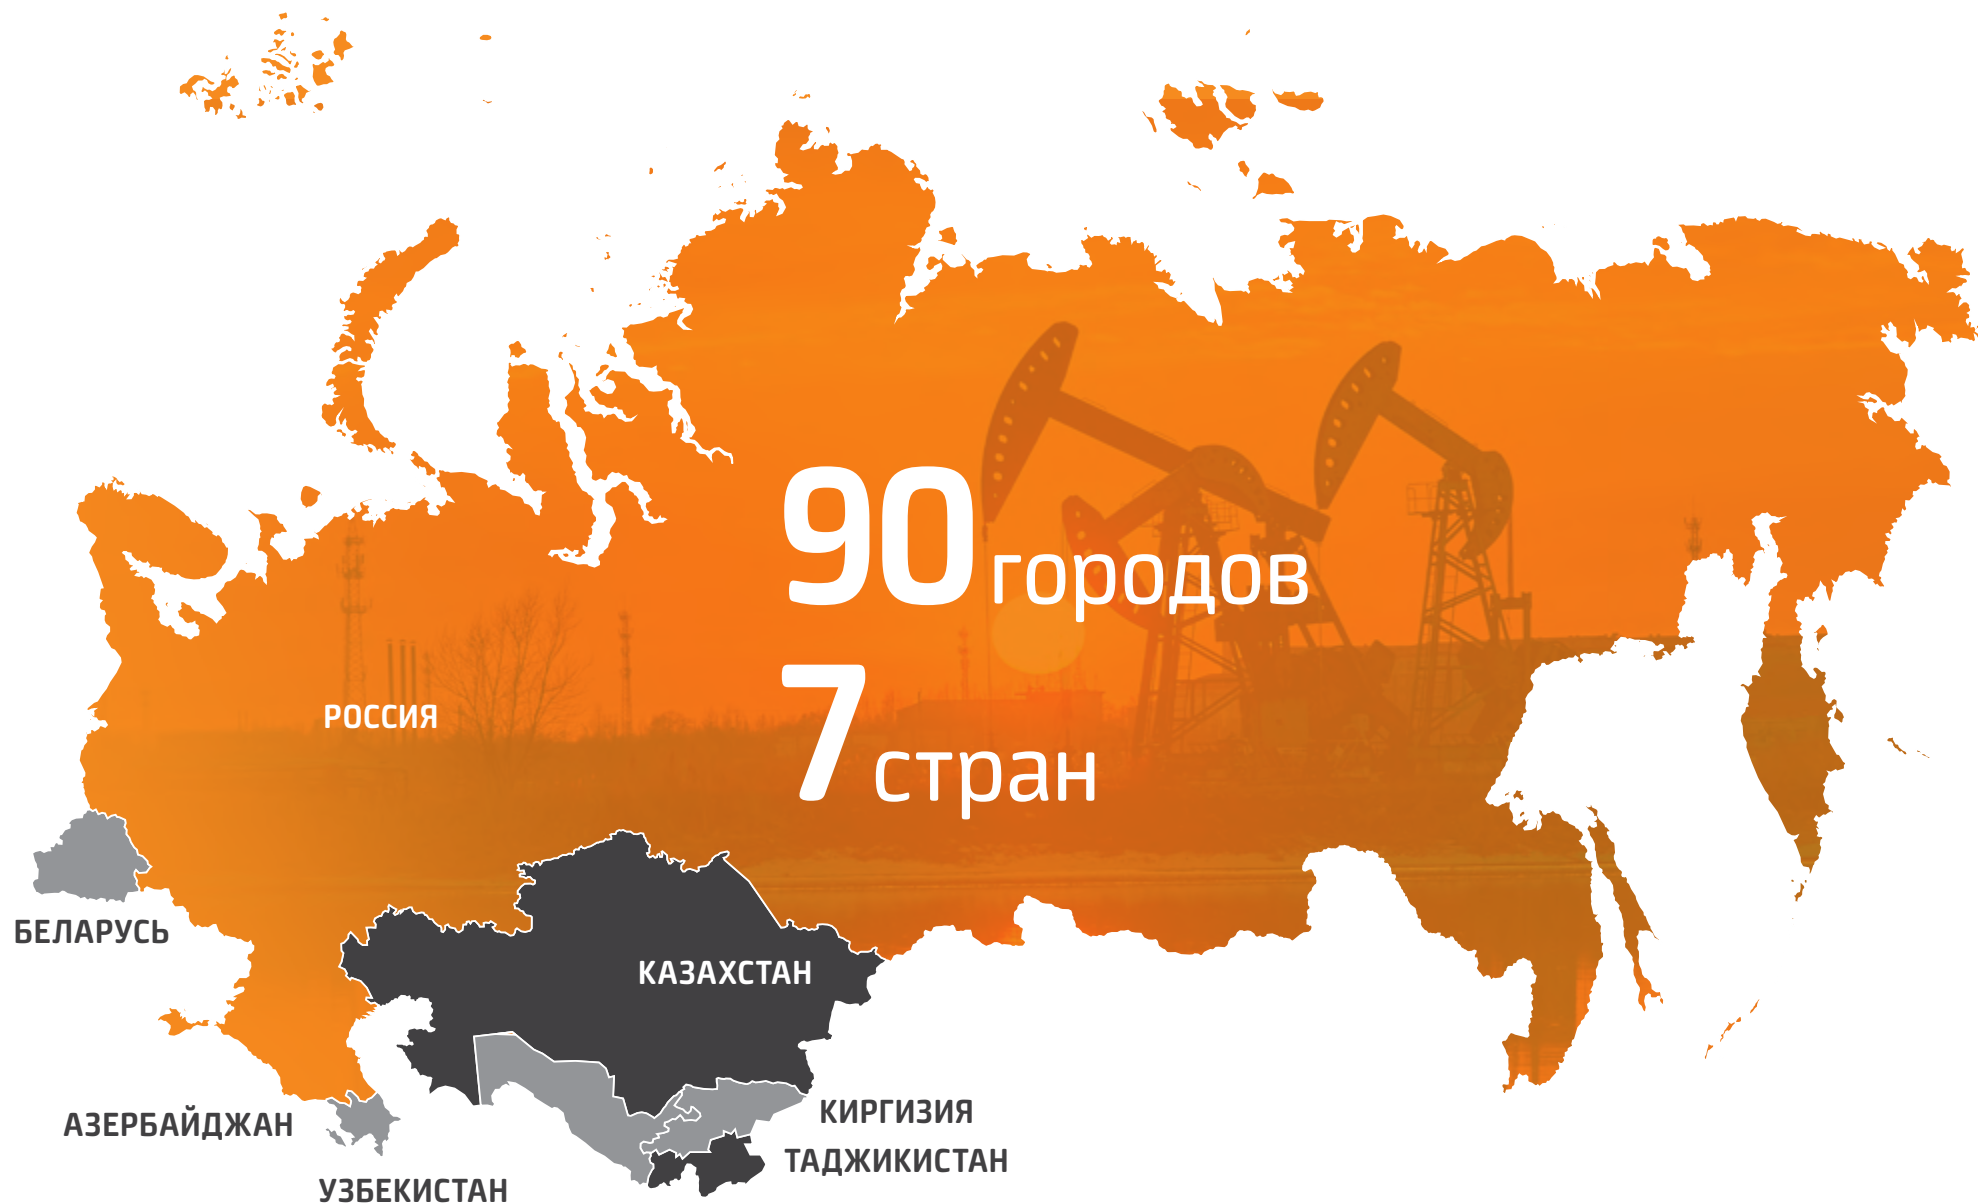 90 городов
7 стран
РОССИЯ
БЕЛАРУСЬ
КАЗАХСТАН
АЗЕРБАЙДЖАН
КИРГИЗИЯ
ТАДЖИКИСТАН
УЗБЕКИСТАН